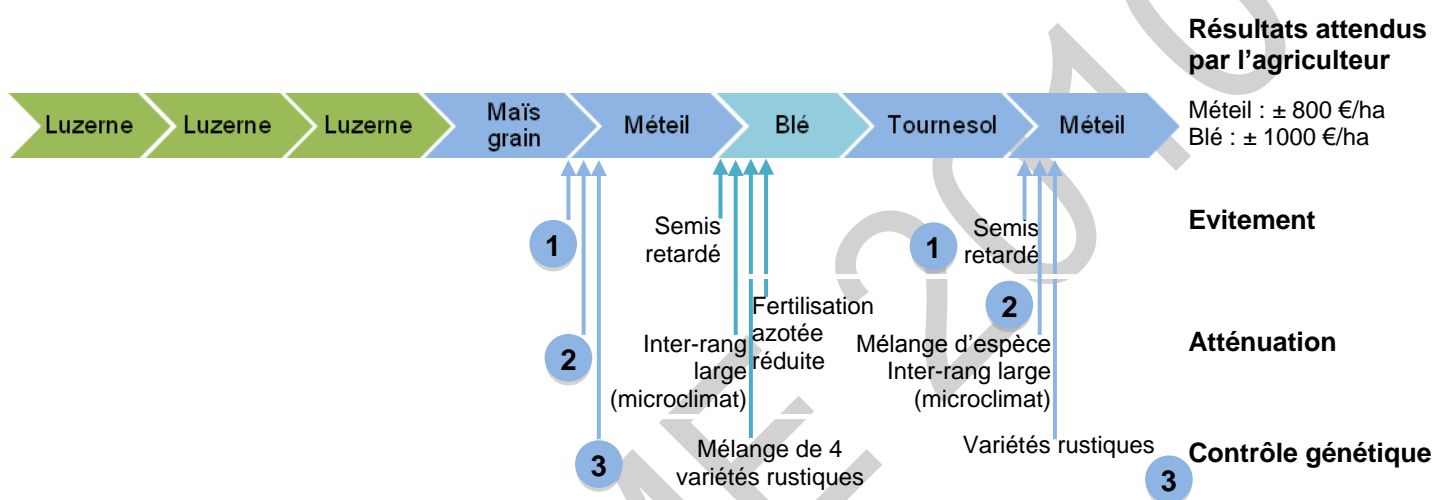 Résultats attendus
par l’agriculteur
Luzerne
Luzerne
Luzerne
Maïs
grain
Méteil
Blé
Tournesol
Méteil
Méteil : ± 800 €/ha
Blé : ± 1000 €/ha
1
Semis
retardé
1
Semis
retardé
Evitement
2
Inter-rang
large
(microclimat)
Fertilisation
azotée
réduite
2
Mélange d’espèce
Inter-rang large
(microclimat)
Atténuation
3
Mélange de 4
variétés rustiques
Variétés rustiques
3
Contrôle génétique